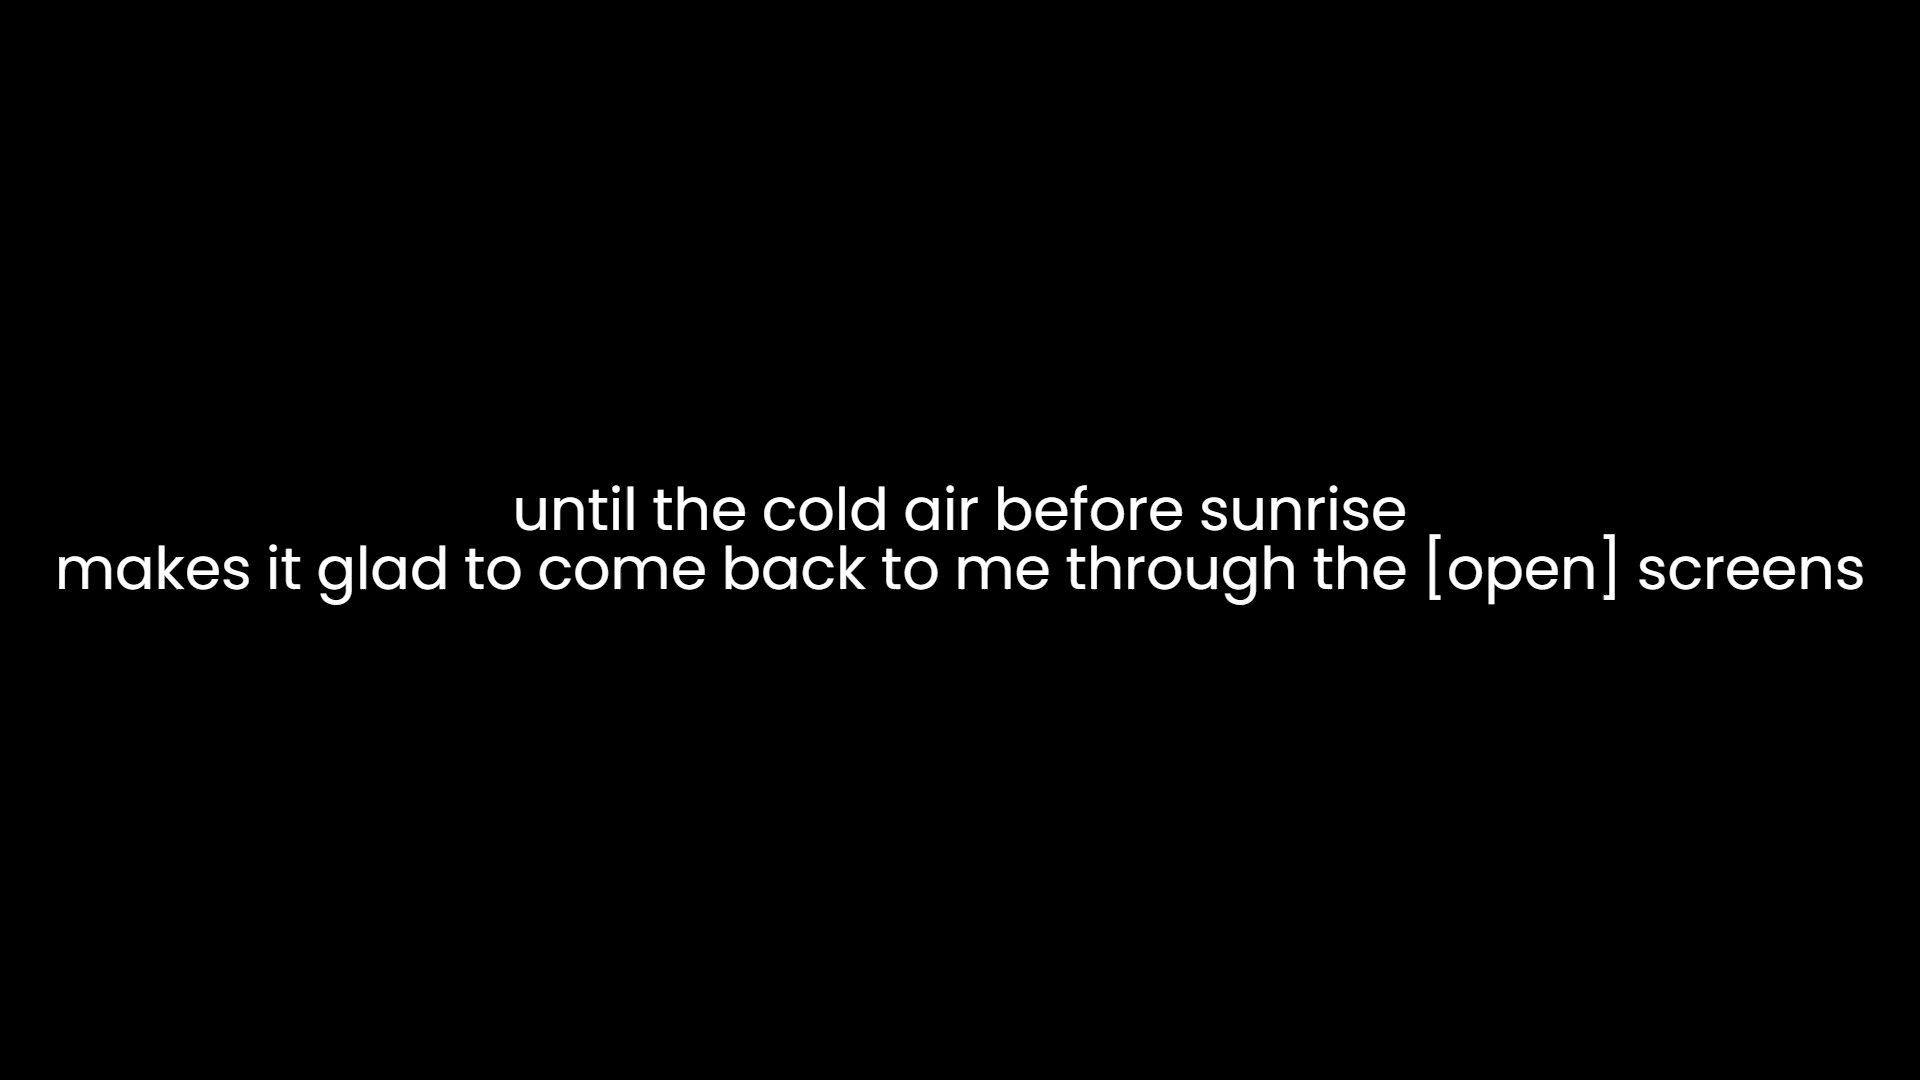 until the cold air before sunrise
makes it glad to come back to me through the [open] screens